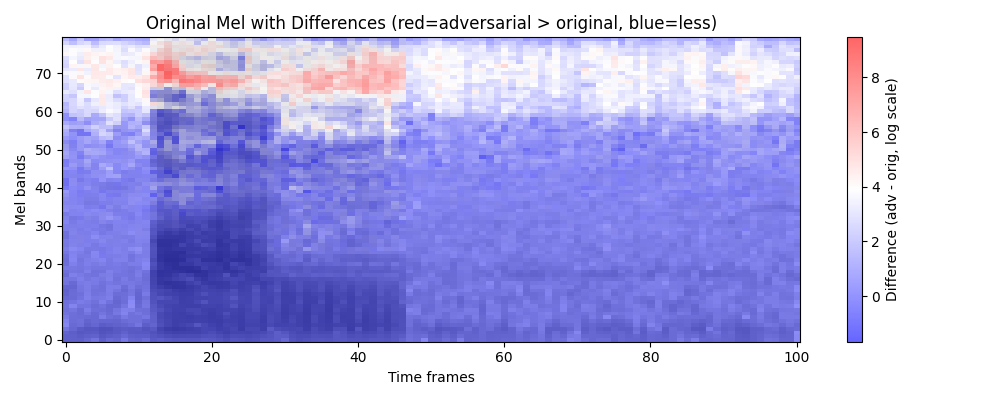 Original Mel with Differences (red=adversarial > original, blue=less)
Mel bands
70
60
50
40
30
20
10
0
0 20 40 60 80 100
Time frames
8
6
4
2
0
Difference (adv - orig, log scale)